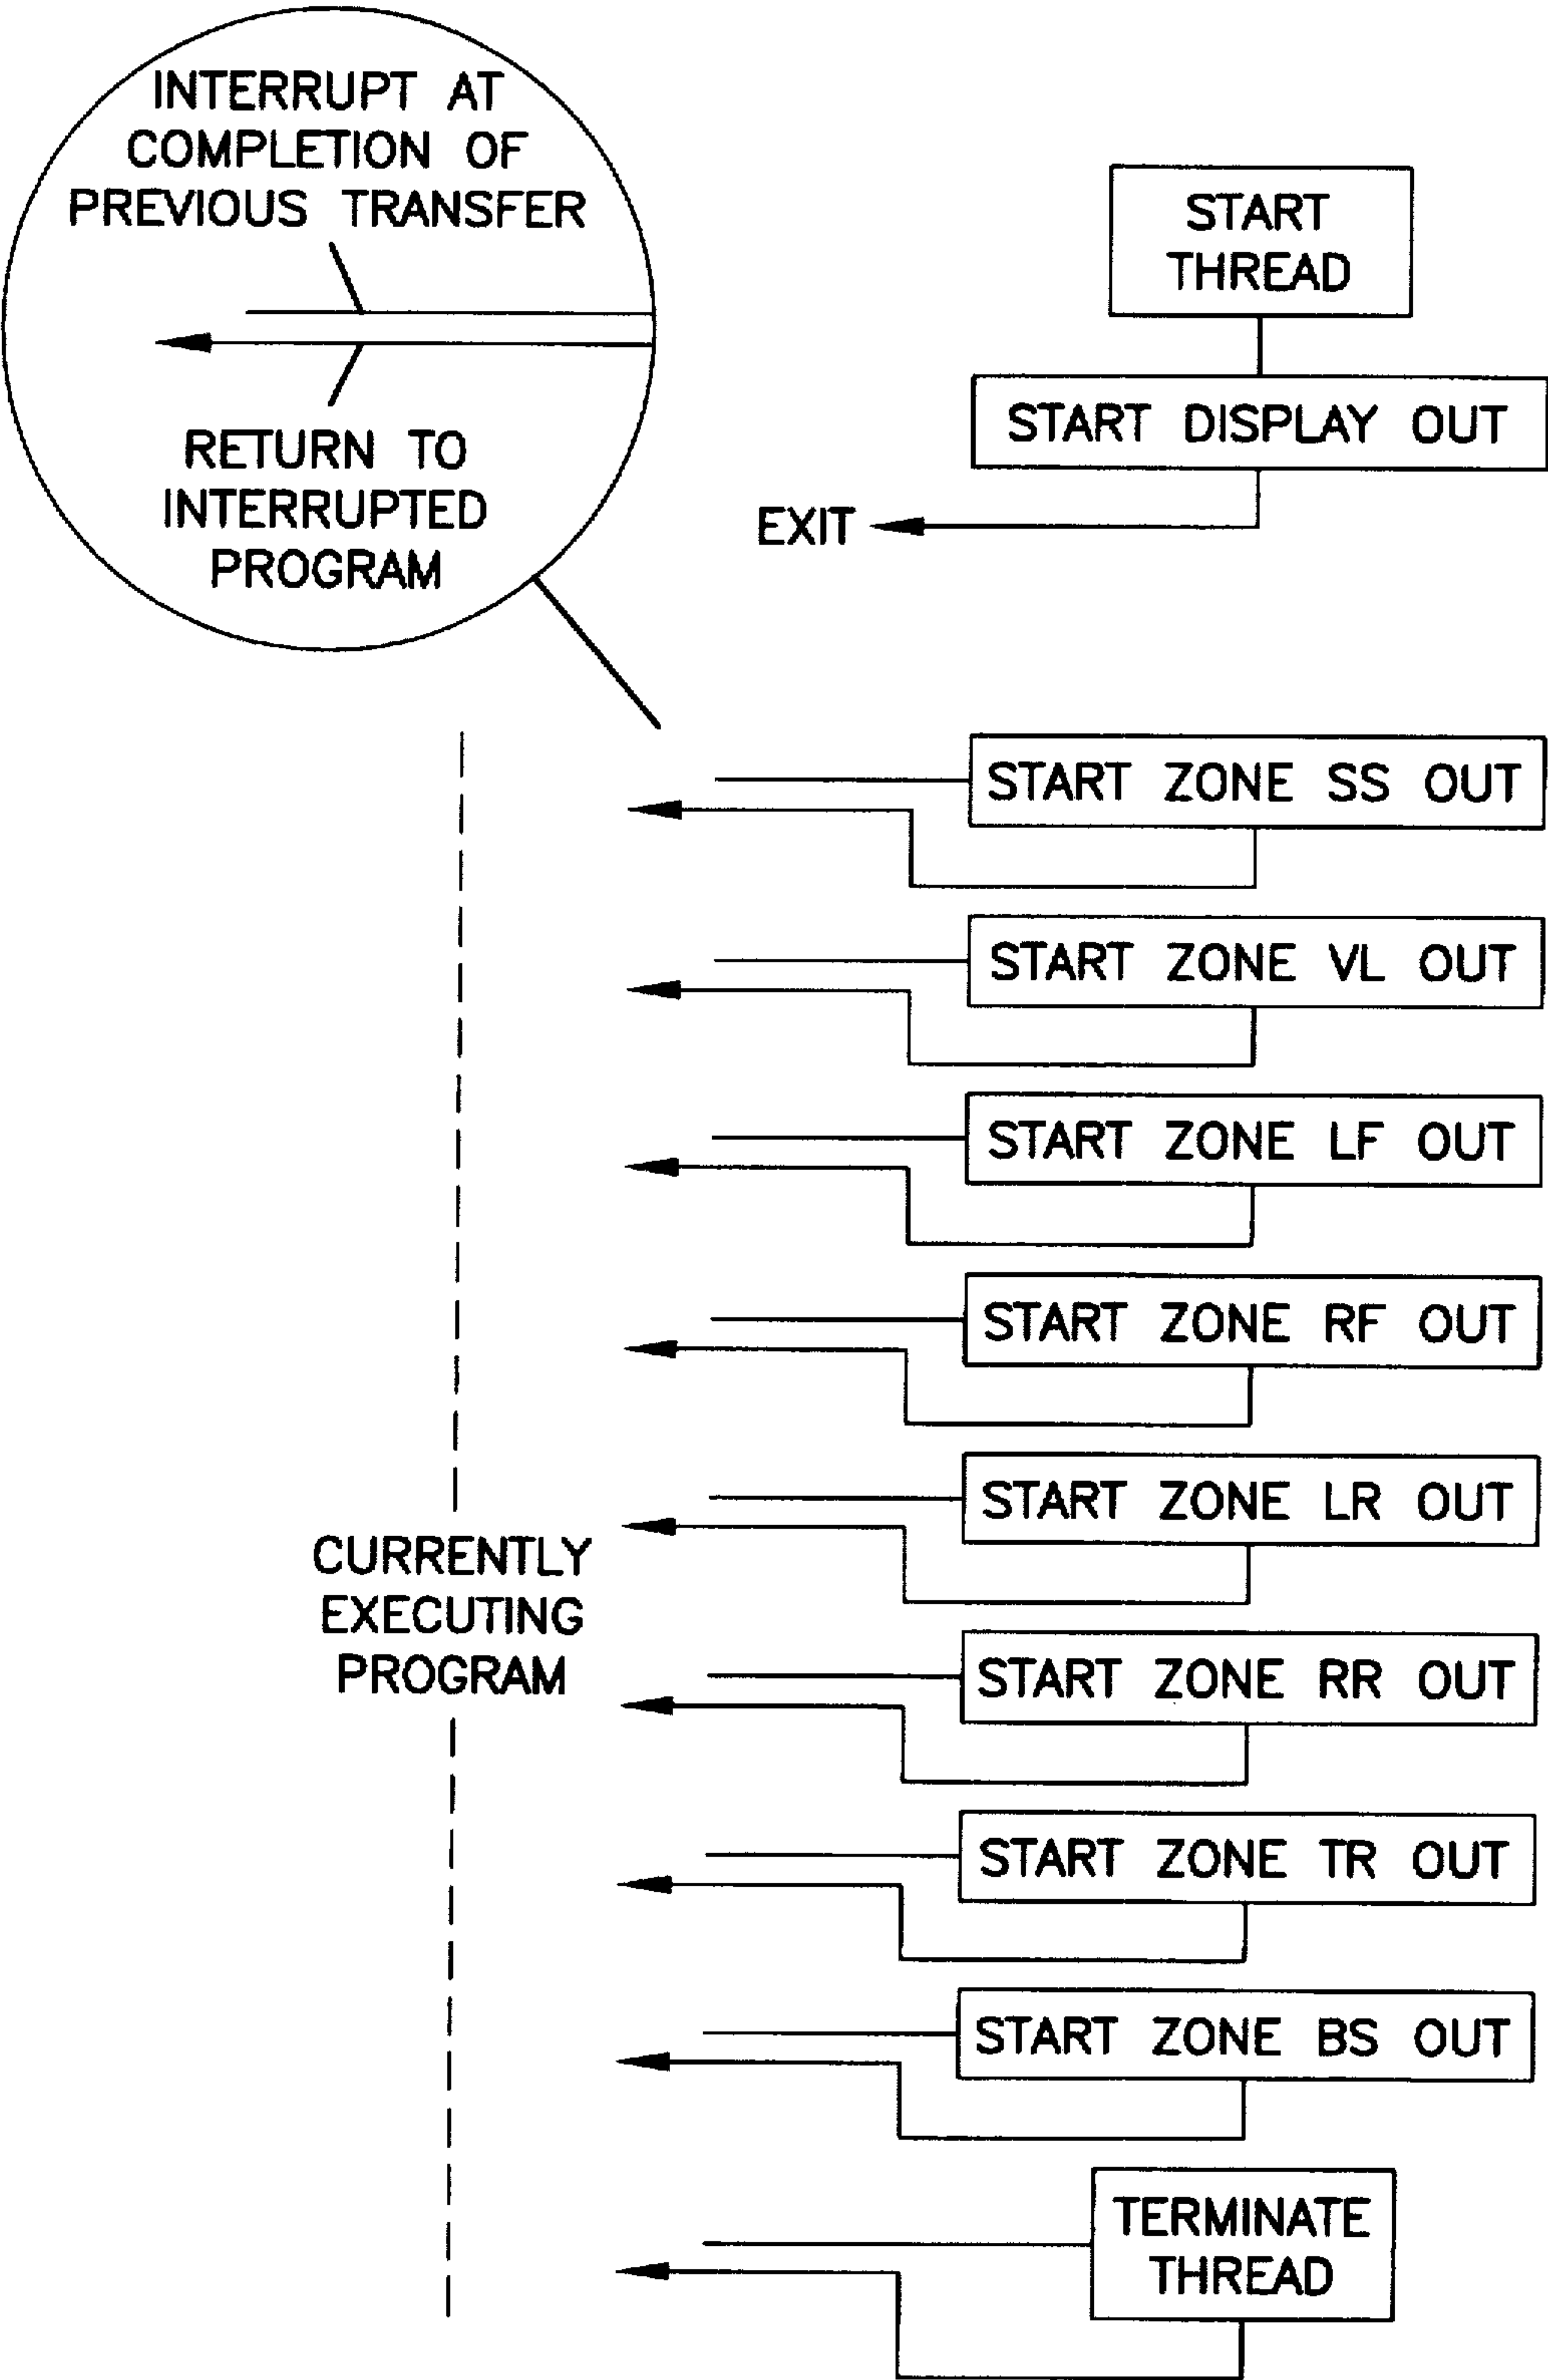 INTERRUPT AT
COMPLETION OF
PREVIOUS TRANSFER
RETURN TO
INTERRUPTED
PROGRAM
START
THREAD
START DISPLAY OUT
EXIT
START ZONE SS OUT
START ZONE VL OUT
START ZONE LF OUT
START ZONE RF OUT
START ZONE LR OUT
CURRENTLY
EXECUTING
PROGRAM
START ZONE RR OUT
START ZONE TR OUT
START ZONE BS OUT
TERMINATE
THREAD